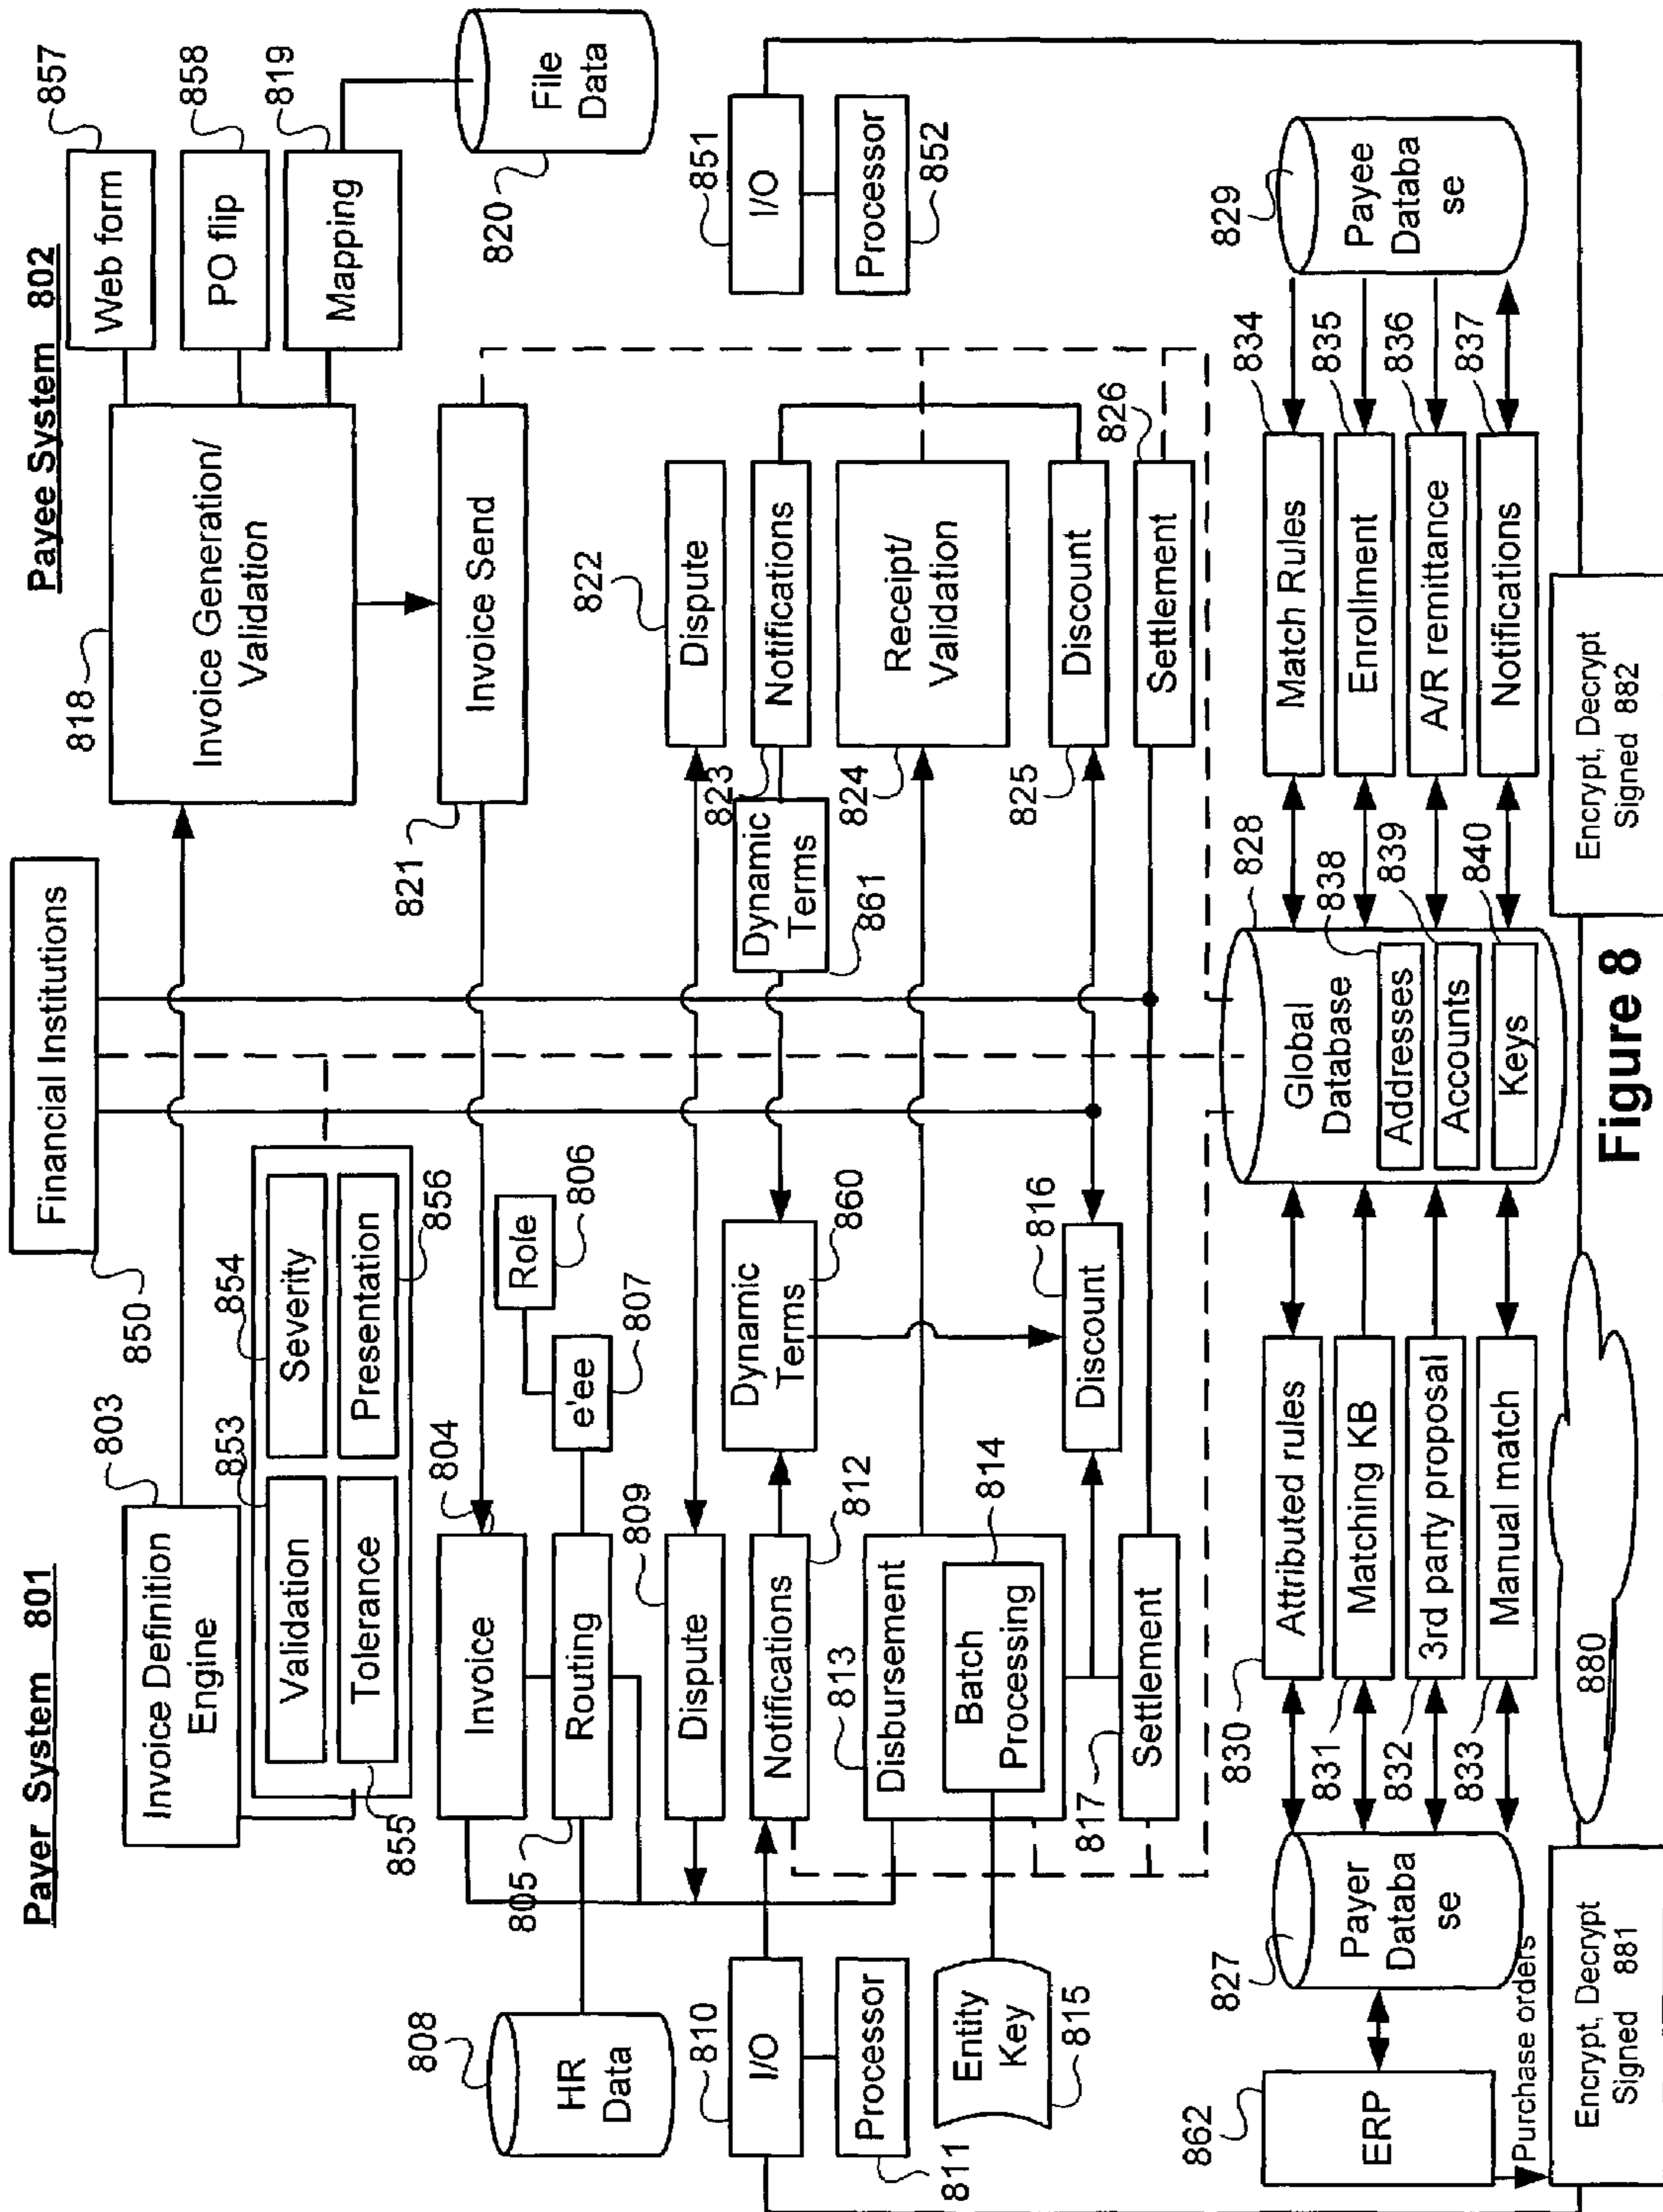 Payer System  801
Payee System  802
Financial Institutions
850
803
Invoice Definition
Engine
853
854
Validation
Severity
Tolerance
Presentation
855
856
818
Invoice Generation/
Validation
Web form
857
PO flip
858
Mapping
819
File
Data
820
804
Invoice
Routing
805
Role
806
e'ee
807
HR
Data
808
821
Invoice Send
809
Dispute
822
Dispute
810
I/O
Processor
811
Notifications
812
Dynamic
Terms
860
Dynamic
Terms
861
823
Notifications
I/O
851
Processor
852
813
Disbursement
Batch
Processing
814
Entity
Key
815
824
Receipt/
Validation
816
Discount
825
Discount
817
Settlement
826
Settlement
862
ERP
Purchase orders
827
Payer
Databa
se
830
Attributed rules
831
Matching KB
832
3rd party proposal
833
Manual match
828
Global
Database
838
Addresses
839
Accounts
840
Keys
834
Match Rules
835
Enrollment
836
A/R remittance
837
Notifications
829
Payee
Databa
se
Encrypt, Decrypt
Signed  881
880
Encrypt, Decrypt
Signed 882
Figure 8